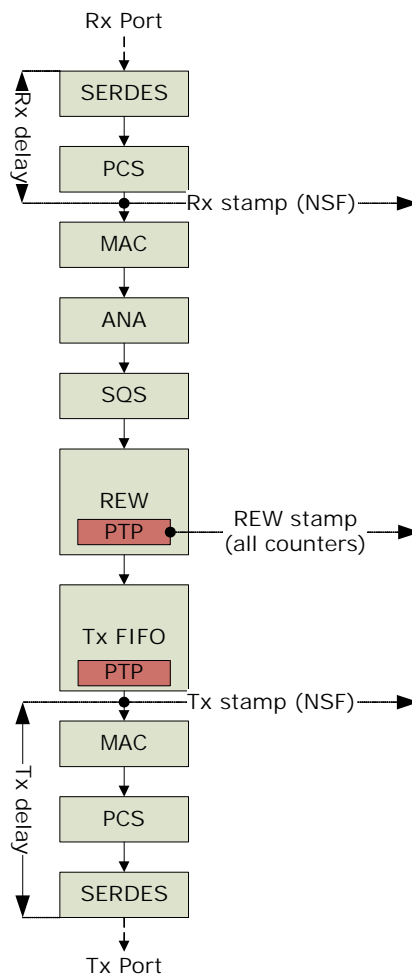 Rx Port
SERDES
Rx delay
PCS
Rx stamp (NSF)
MAC
ANA
SQS
REW
PTP
REW stamp
(all counters)
Tx FIFO
PTP
Tx stamp (NSF)
MAC
Tx delay
PCS
SERDES
Tx Port